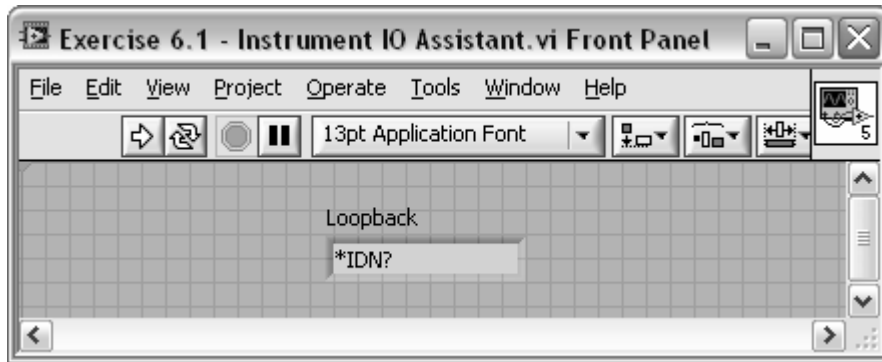 Exercise 6.1 - Instrument IO Assistant.vi Front Panel
File Edit View Project Operate Tools Window Help
13pt Application Font
5
Loopback
*IDN?